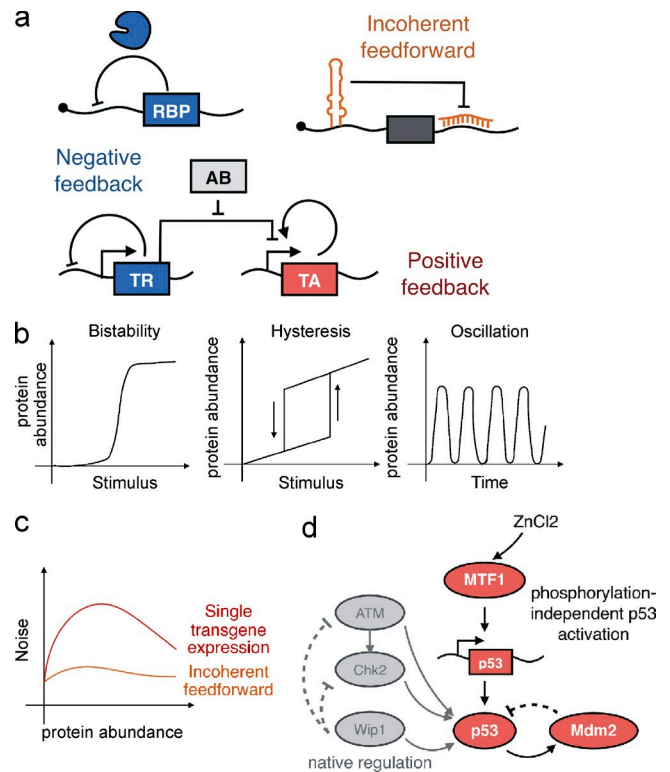 a
Incoherent
feedforward
RBP
Negative
feedback
AB
TR
TA
Positive
feedback
b
Bistability
protein
abundance
Stimulus
Hysteresis
protein abundance
Stimulus
Oscillation
protein abundance
Time
c
Noise
Single
transgene
expression
Incoherent
feedforward
protein abundance
d
ZnCl2
MTF1
phosphorylation-
independent p53
activation
ATM
p53
Chk2
Wip1
p53
Mdm2
native regulation